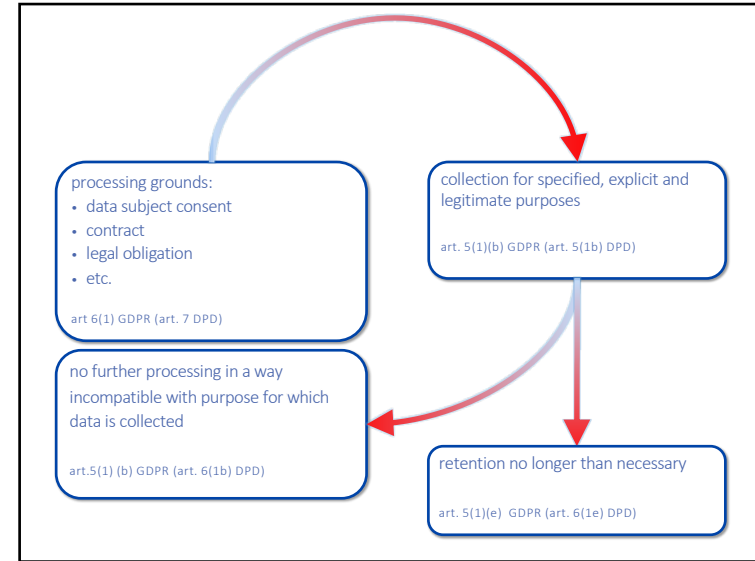 processing grounds:
• data subject consent
• contract
• legal obligation
• etc.
art 6(1) GDPR (art. 7 DPD)
collection for specified, explicit and
legitimate purposes
art. 5(1)(b) GDPR (art. 5(1b) DPD)
no further processing in a way
incompatible with purpose for which
data is collected
art.5(1) (b) GDPR (art. 6(1b) DPD)
retention no longer than necessary
art. 5(1)(e) GDPR (art. 6(1e) DPD)